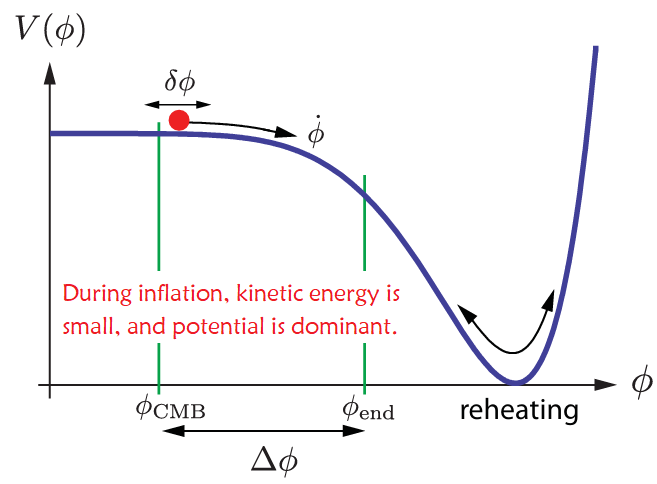 V(ϕ)
δϕ
ϕ̇
During inflation, kinetic energy is
small, and potential is dominant.
ϕ
ϕCMB
ϕend
reheating
Δϕ